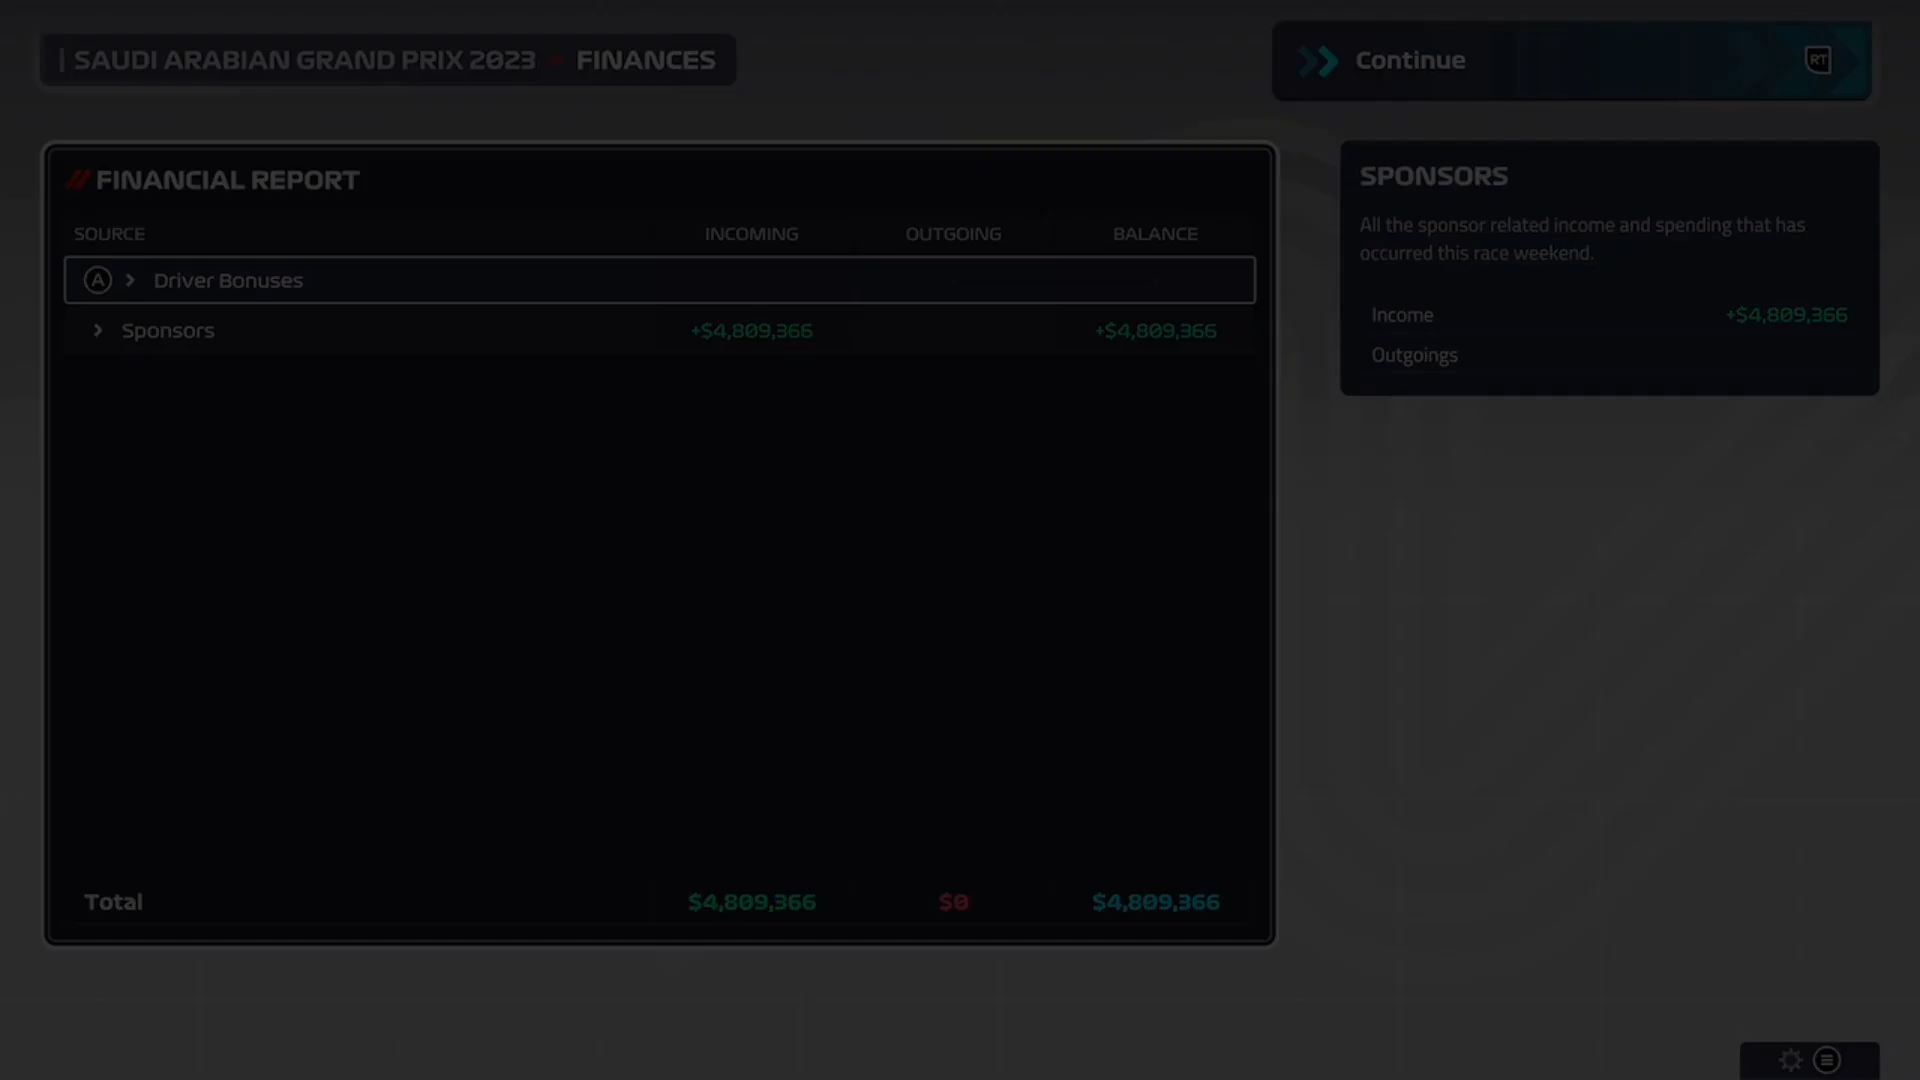 SAUDI ARABIAN GRAND PRIX 2023 FINANCES
Continue RT
FINANCIAL REPORT
SOURCE INCOMING OUTGOING BALANCE
A Driver Bonuses
Sponsors +$4,809,366 +$4,809,366
Total $4,809,366 $0 $4,809,366
SPONSORS
All the sponsor related income and spending that has
occurred this race weekend.
Income +$4,809,366
Outgoings